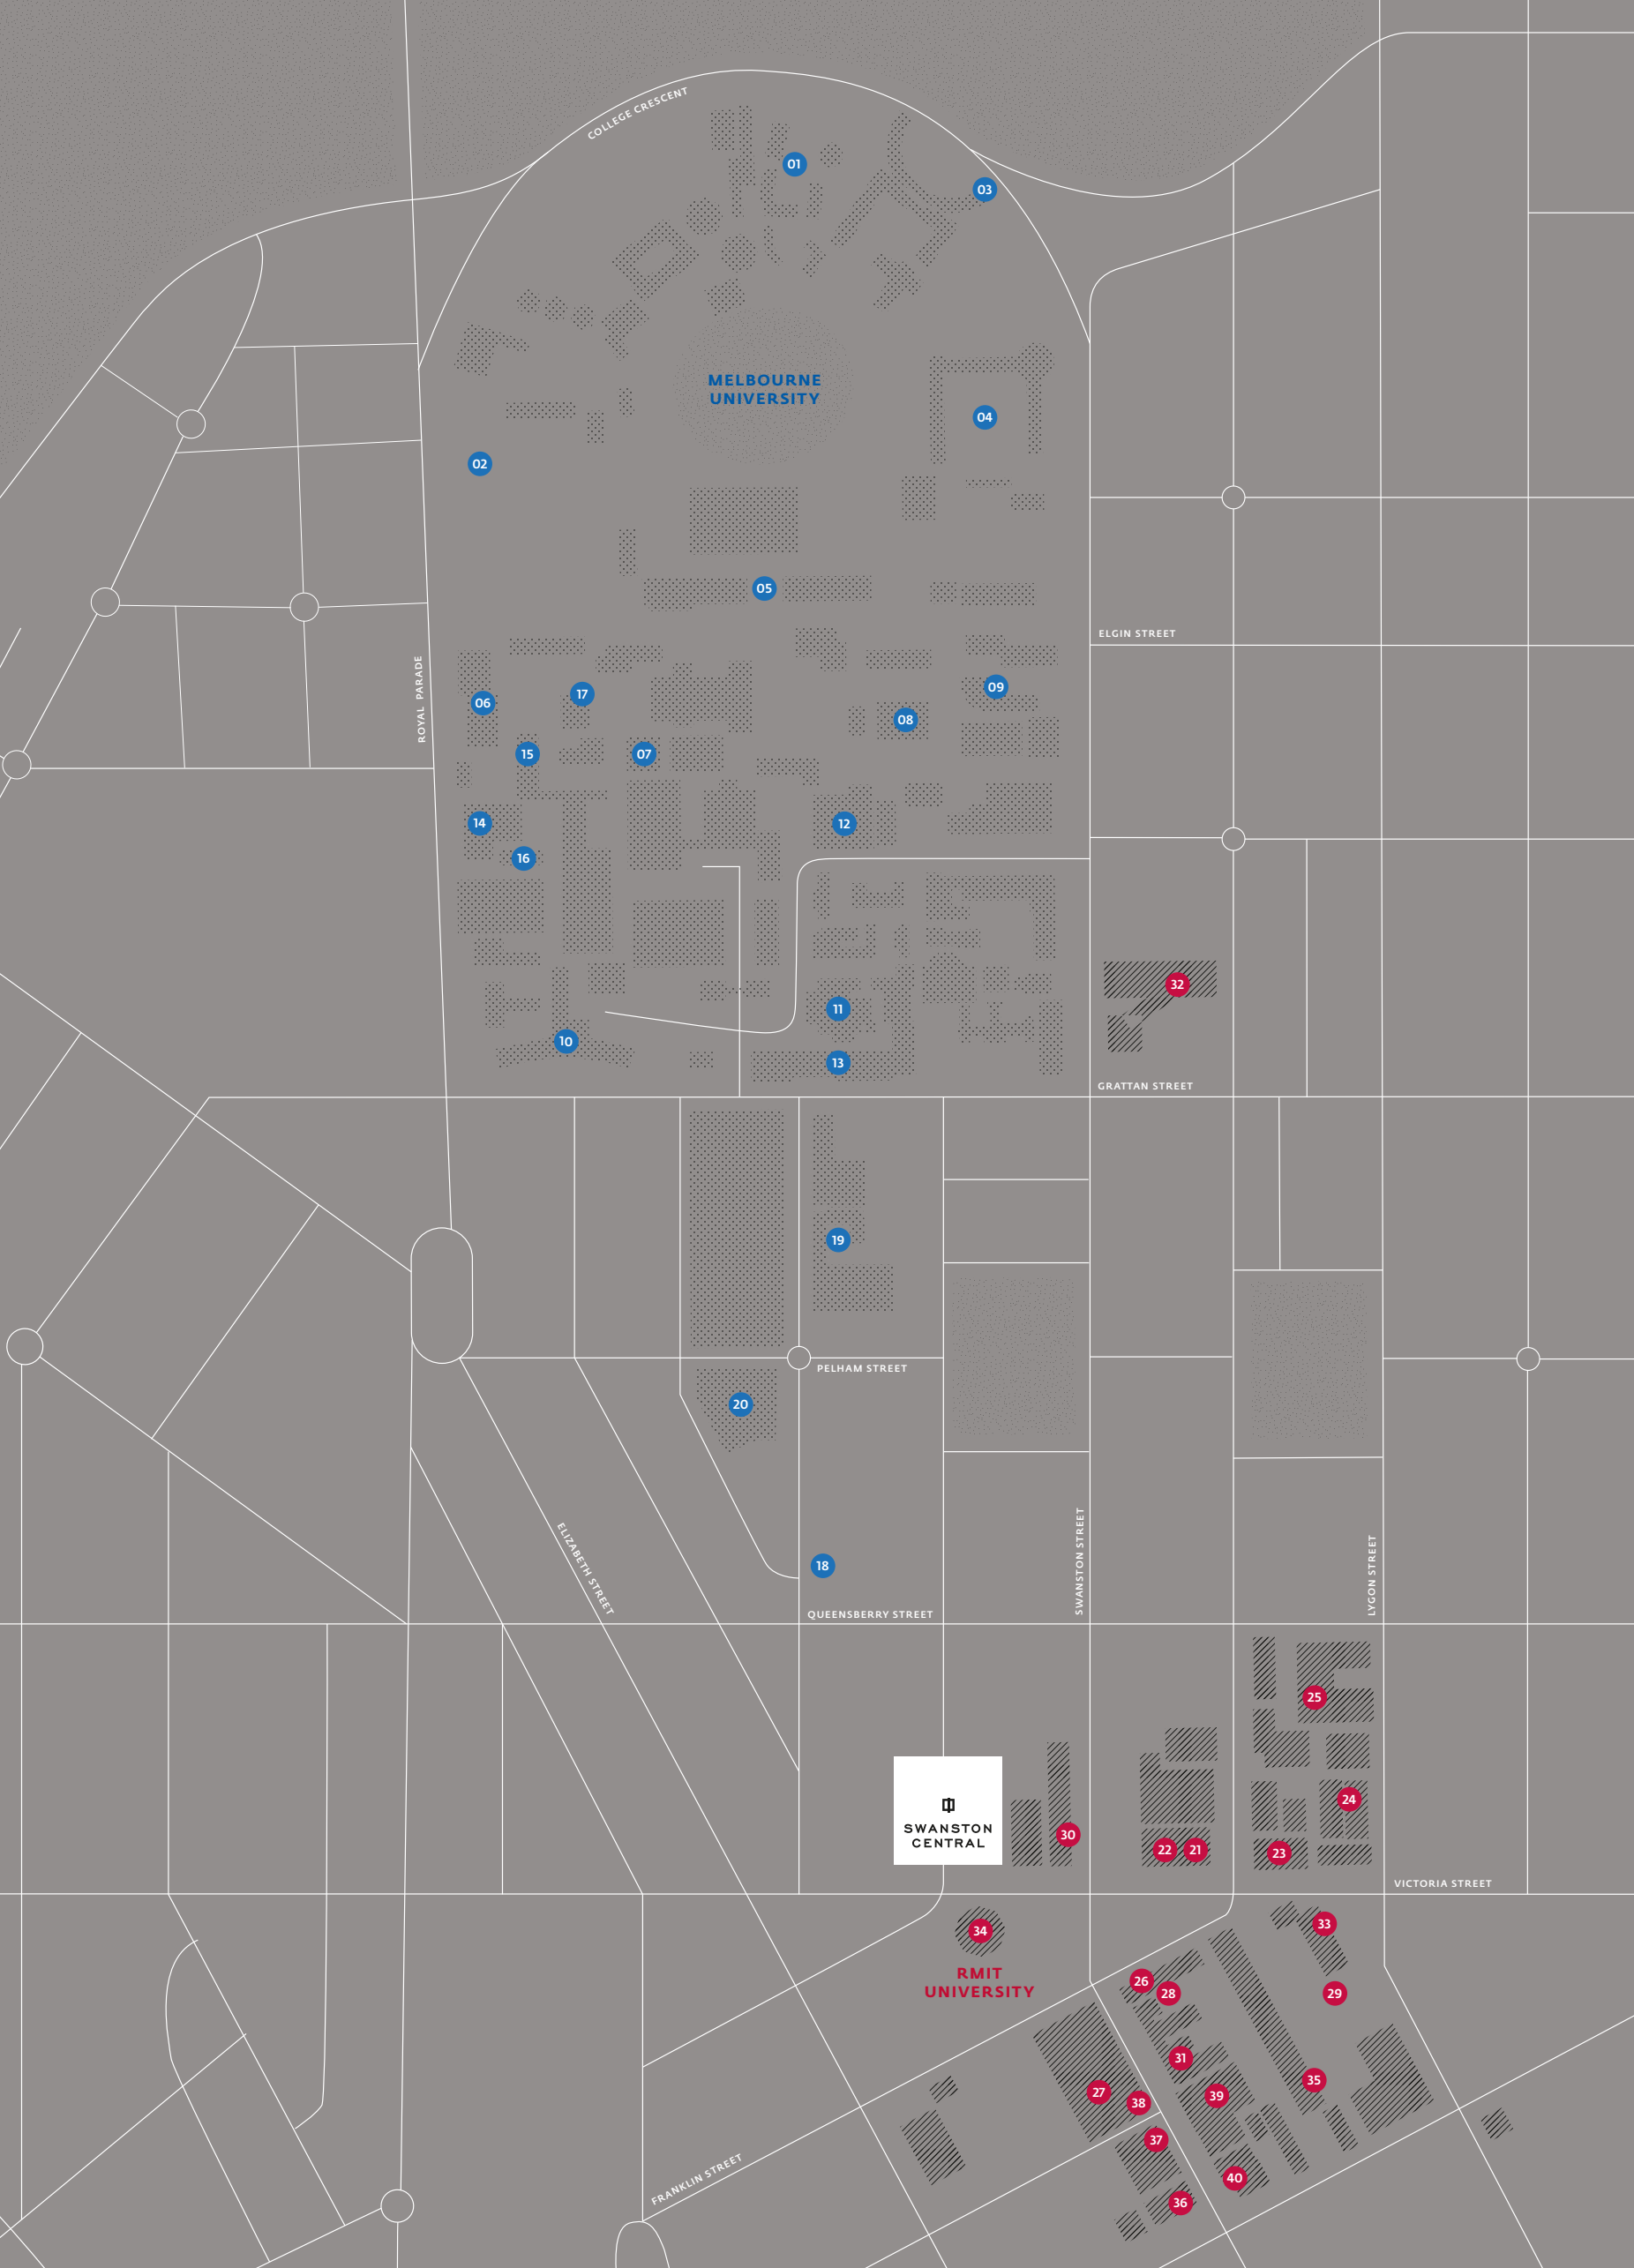 COLLEGE CRESCENT
01
03
MELBOURNE
UNIVERSITY
04
02
05
ELGIN STREET
ROYAL PARADE
09
17
06
08
15
07
14
12
16
32
11
10
13
GRATTAN STREET
19
PELHAM STREET
20
ELIZABETH STREET
SWANSTON STREET
LYGON STREET
18
QUEENSBERRY STREET
25
24
SWANSTON
CENTRAL
30
22
21
23
VICTORIA STREET
33
34
RMIT
UNIVERSITY
26
28
29
31
35
27
39
38
37
FRANKLIN STREET
40
36